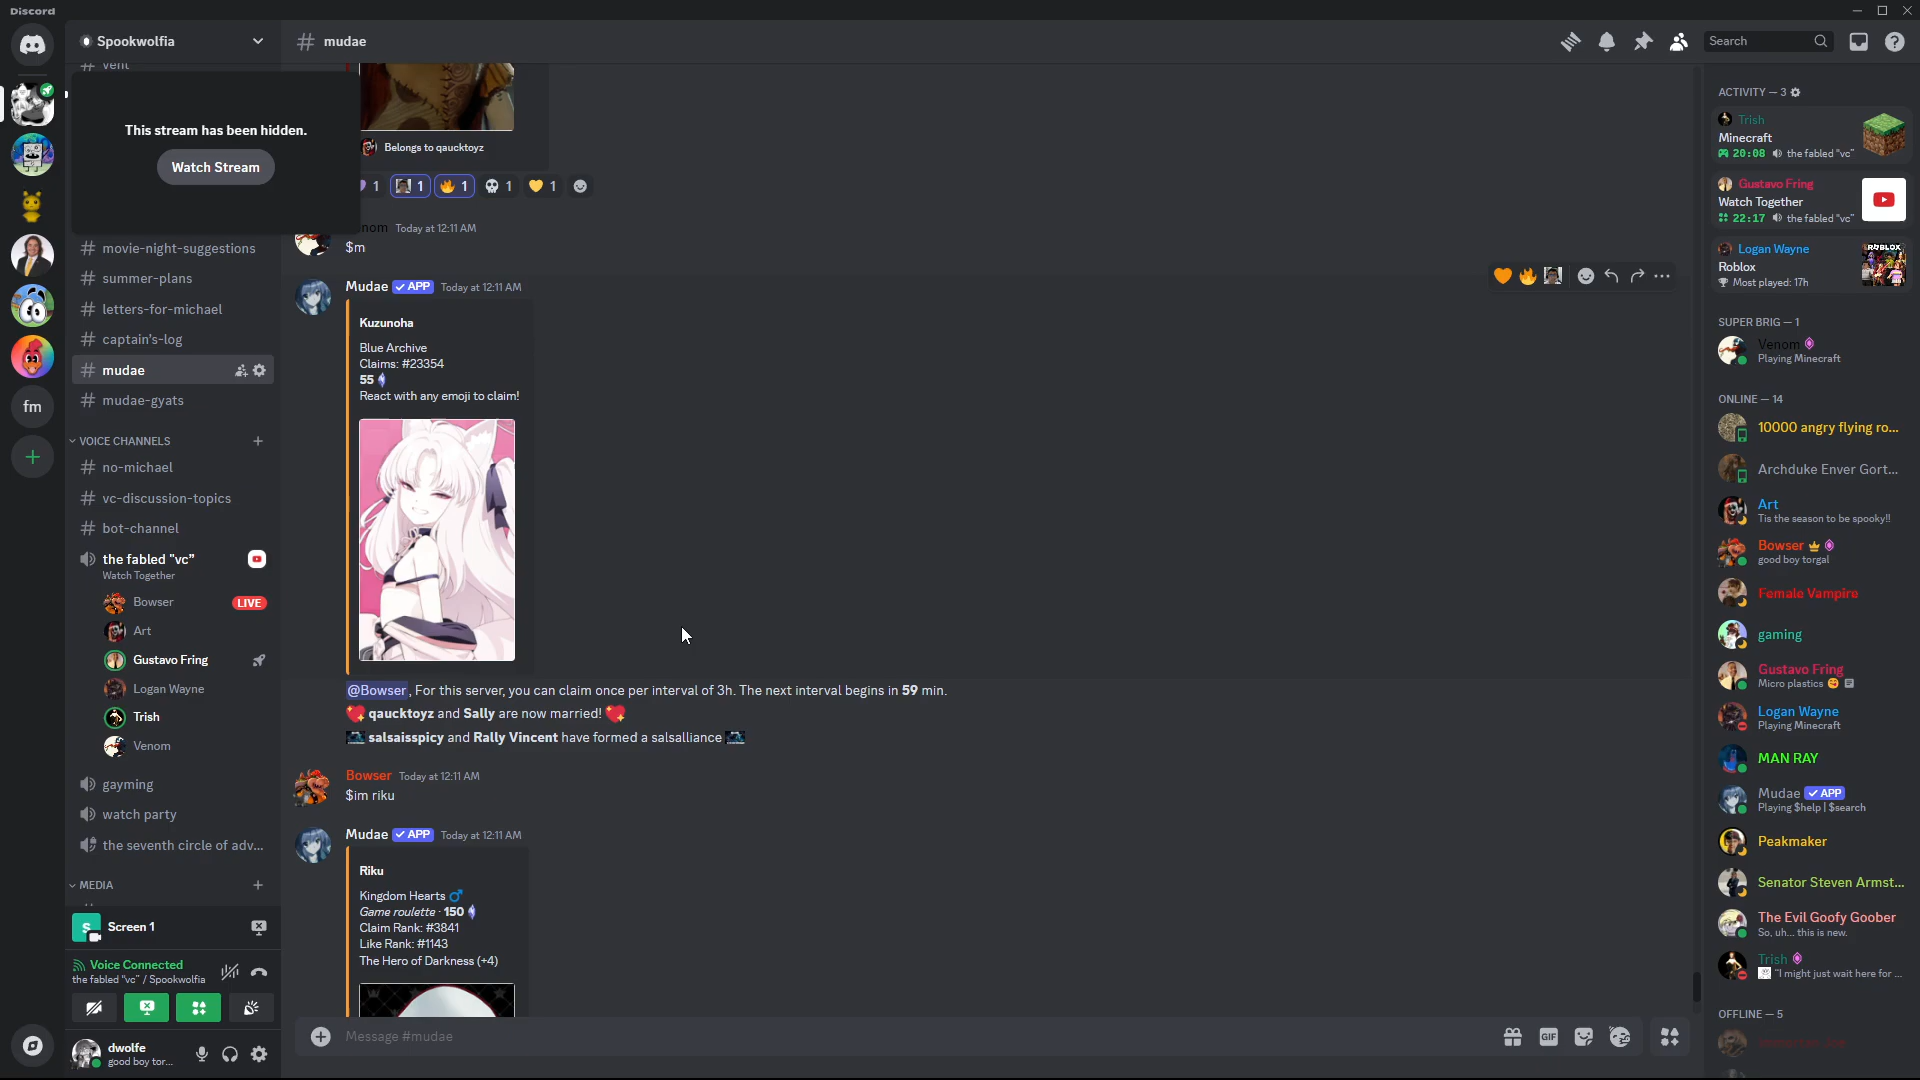 Discord
Spookwolfia
vent
This stream has been hidden.
Watch Stream
# movie-night-suggestions
# summer-plans
# letters-for-michael
# captain's-log
# mudae
# mudae-gyats
VOICE CHANNELS
# no-michael
# vc-discussion-topics
# bot-channel
the fabled "vc"
Watch Together
Bowser LIVE
Art
Gustavo Fring
Logan Wayne
Trish
Venom
gayming
watch party
the seventh circle of adv...
MEDIA
S Screen 1
Voice Connected
the fabled "vc" / Spookwolfia
dwolfe
good boy tor...
fm
# mudae
Search
Belongs to qaucktoyz
1 1 1 1 1
nom Today at 12:11 AM
$m
Mudae ✓ APP Today at 12:11 AM
Kuzunoha
Blue Archive
Claims: #23354
55
React with any emoji to claim!
@Bowser, For this server, you can claim once per interval of 3h. The next interval begins in 59 min.
qaucktoyz and Sally are now married!
salsaisspicy and Rally Vincent have formed a salsalliance
Bowser Today at 12:11 AM
$im riku
Mudae ✓ APP Today at 12:11 AM
Riku
Kingdom Hearts ♂
Game roulette · 150
Claim Rank: #3841
Like Rank: #1143
The Hero of Darkness (+4)
Message #mudae
GIF
ACTIVITY — 3
Trish
Minecraft
20:08 the fabled "vc"
Gustavo Fring
Watch Together
22:17 the fabled "vc"
Logan Wayne
Roblox
Most played: 17h
ROBLOX
SUPER BRIG — 1
Venom
Playing Minecraft
ONLINE — 14
10000 angry flying ro...
Archduke Enver Gort...
Art
Tis the season to be spooky!!
Bowser
good boy torgal
Female Vampire
gaming
Gustavo Fring
Micro plastics
Logan Wayne
Playing Minecraft
MAN RAY
Mudae ✓ APP
Playing $help | $search
Peakmaker
Senator Steven Armst...
The Evil Goofy Goober
So, uh... this is new.
Trish
"I might just wait here for ...
OFFLINE — 5